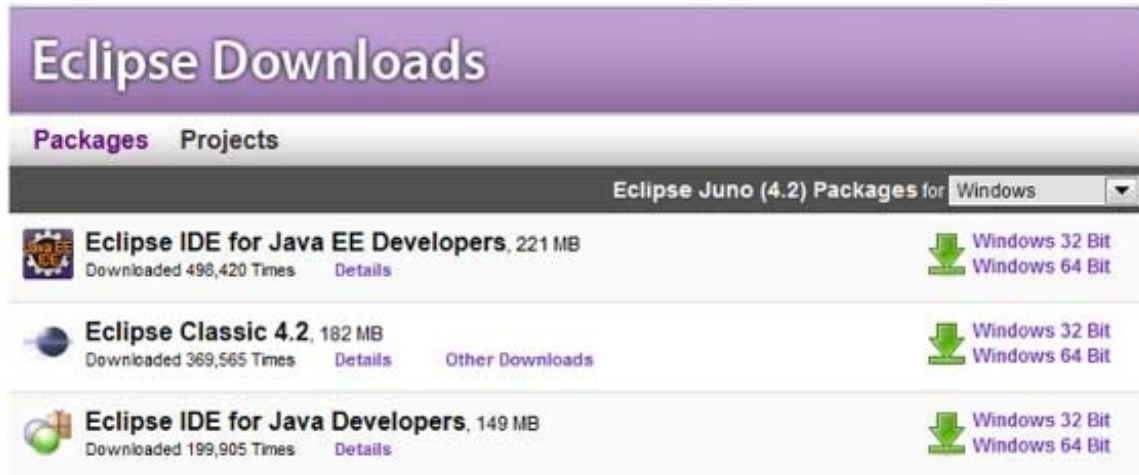 Eclipse Downloads
Packages Projects
Eclipse Juno (4.2) Packages for Windows
Eclipse IDE for Java EE Developers, 221 MB
Downloaded 498,420 Times Details
Windows 32 Bit
Windows 64 Bit
Eclipse Classic 4.2, 182 MB
Downloaded 369,565 Times Details Other Downloads
Windows 32 Bit
Windows 64 Bit
Eclipse IDE for Java Developers, 149 MB
Downloaded 199,905 Times Details
Windows 32 Bit
Windows 64 Bit